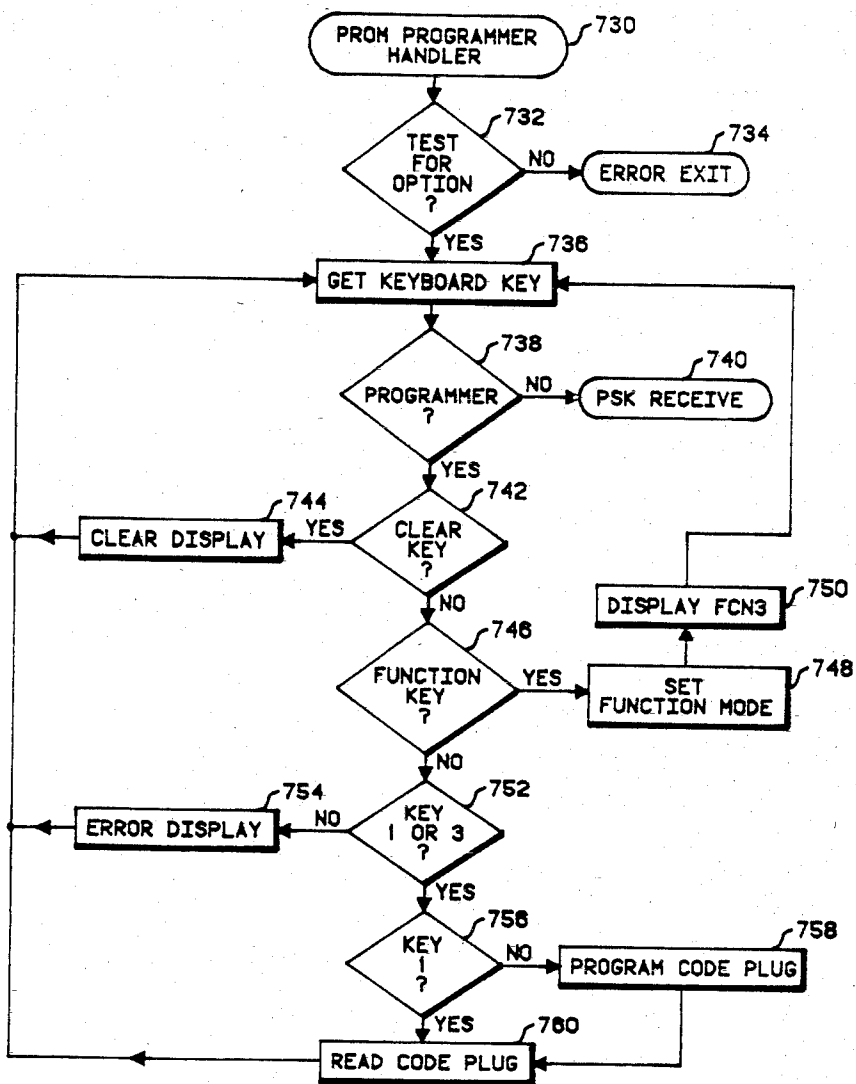 PROM PROGRAMMER
HANDLER
730
732
TEST
FOR
OPTION
?
NO
734
ERROR EXIT
YES
736
GET KEYBOARD KEY
738
PROGRAMMER
?
NO
740
PSK RECEIVE
YES
742
744
CLEAR DISPLAY
YES
CLEAR
KEY
?
NO
750
DISPLAY FCN3
746
FUNCTION
KEY
?
YES
748
SET
FUNCTION MODE
NO
752
754
ERROR DISPLAY
NO
KEY
1 OR 3
?
YES
756
KEY
1
?
NO
758
PROGRAM CODE PLUG
YES
760
READ CODE PLUG